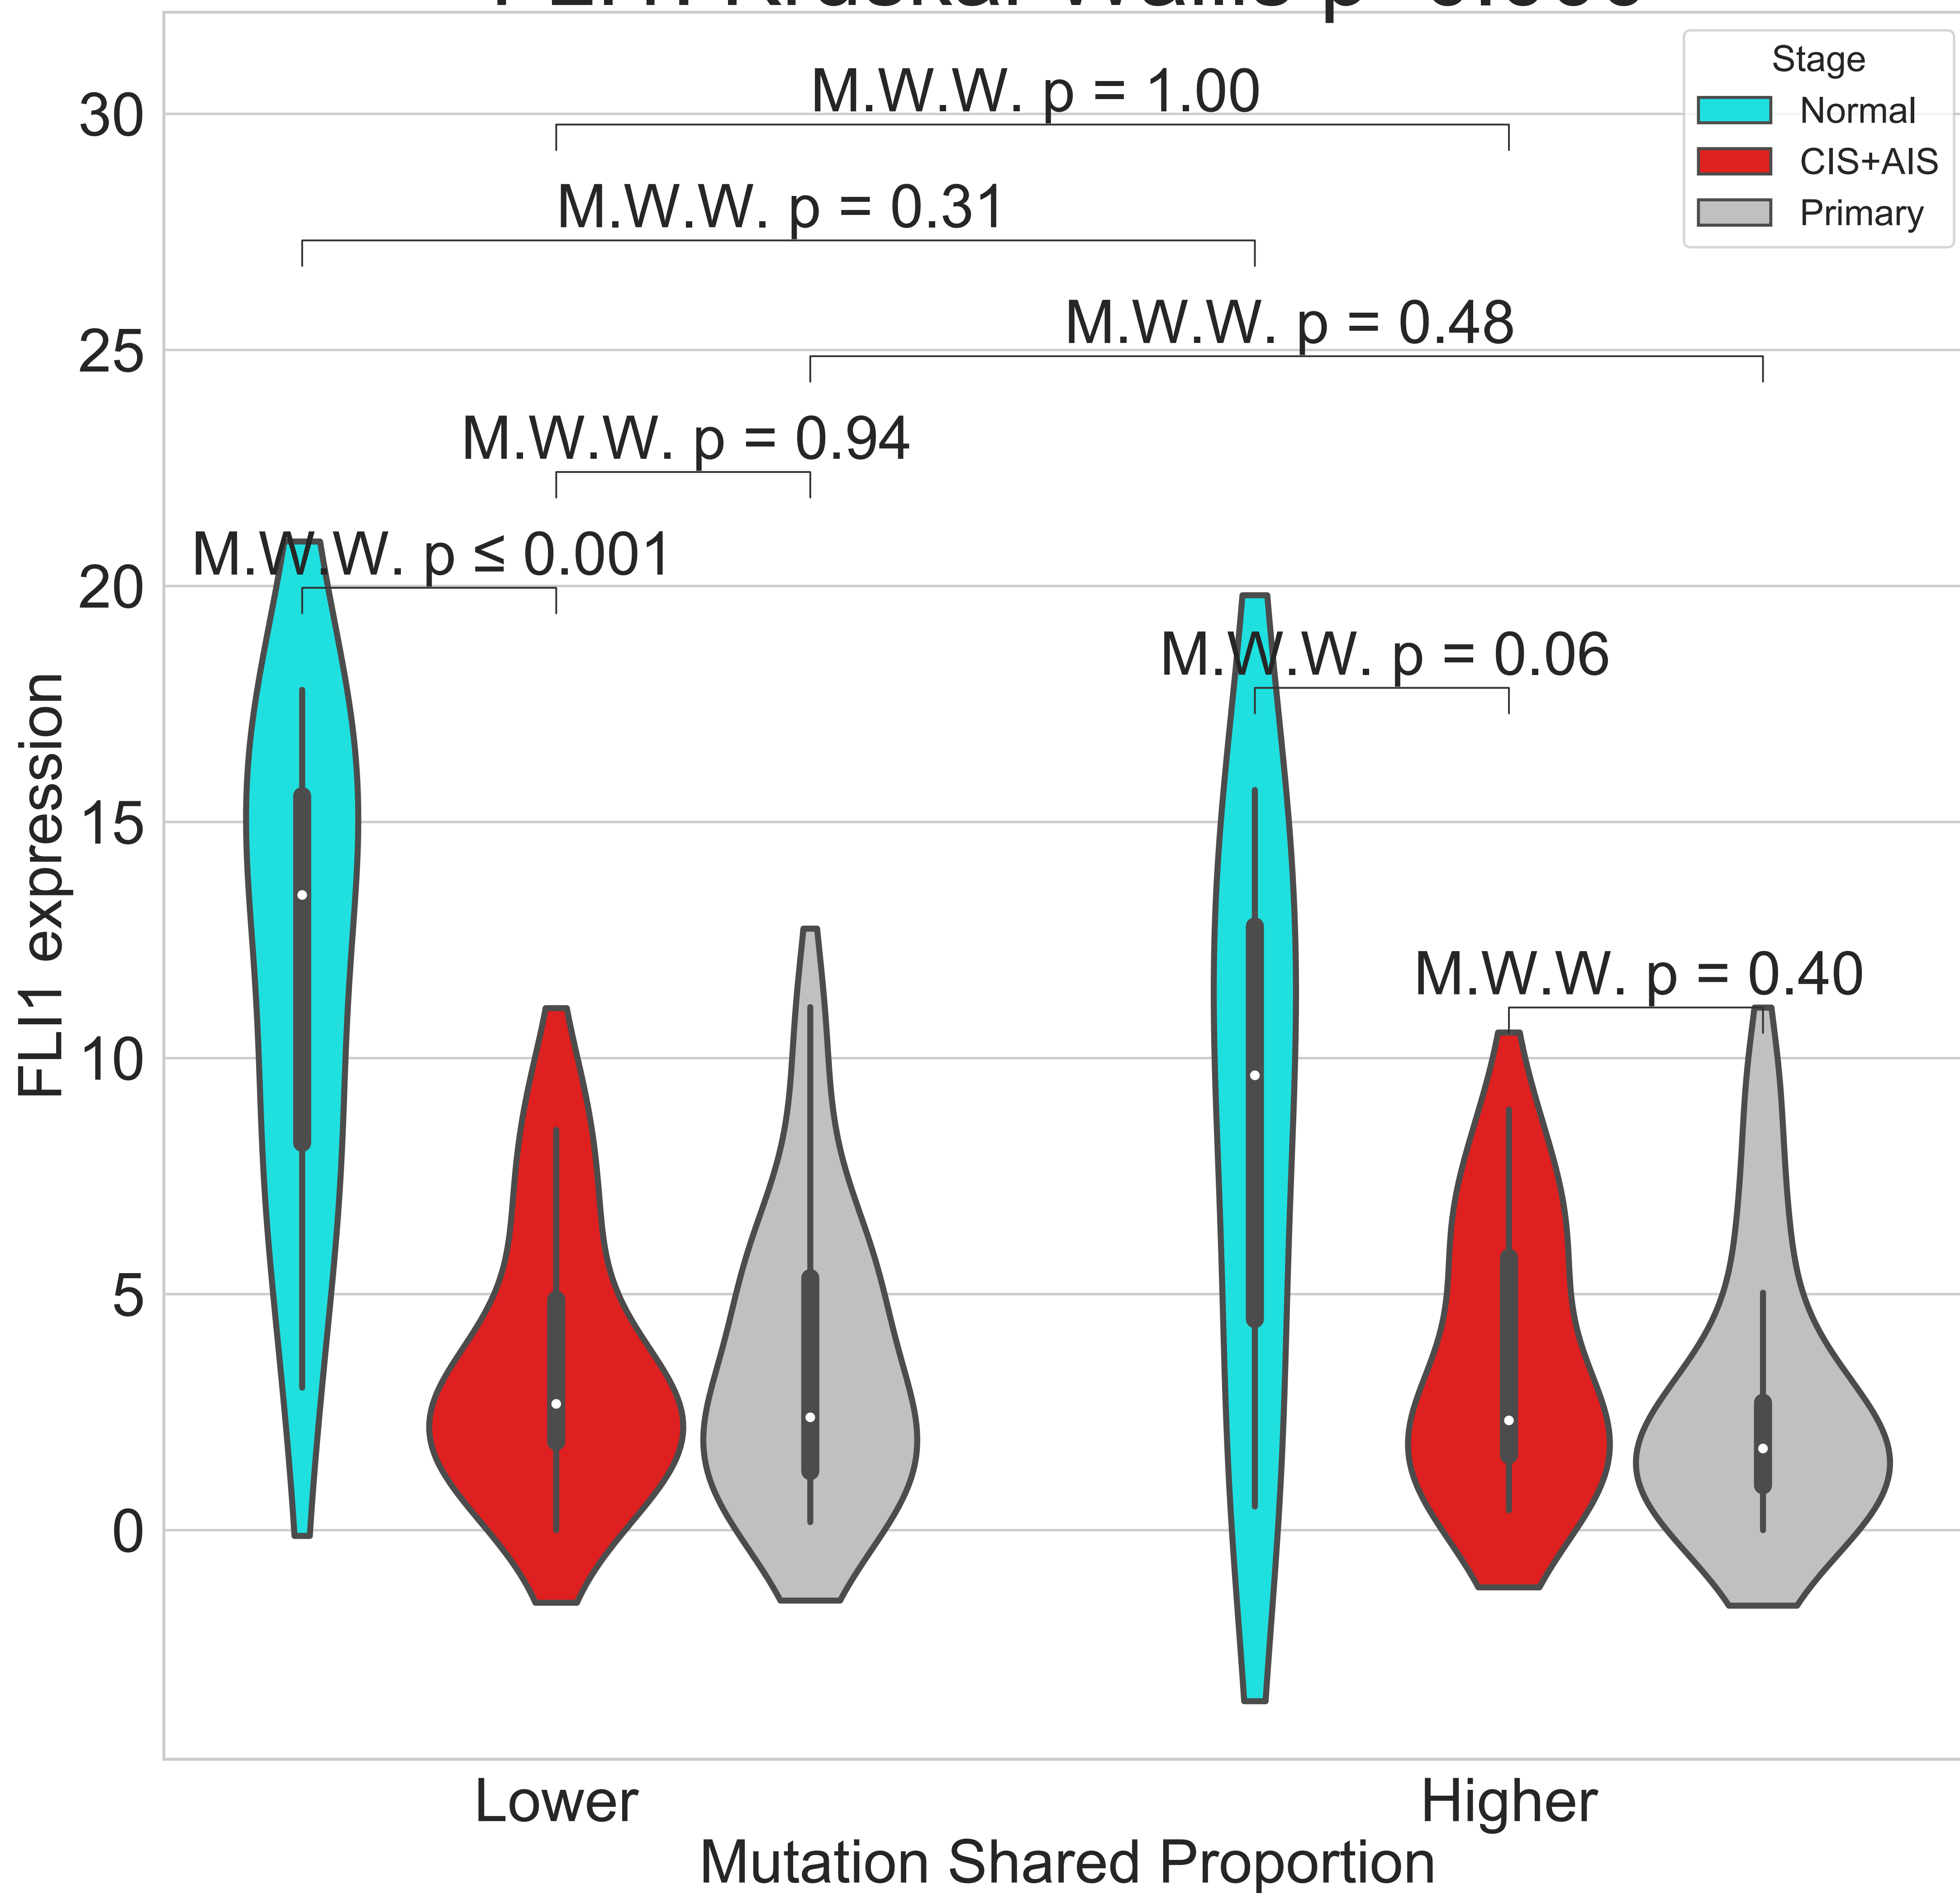 Stage
Normal
CIS+AIS
Primary
M.W.W. p = 1.00
M.W.W. p = 0.31
M.W.W. p = 0.48
M.W.W. p = 0.94
M.W.W. p ≤ 0.001
M.W.W. p = 0.06
M.W.W. p = 0.40
30
25
20
15
10
5
0
FLI1 expression
Lower
Higher
Mutation Shared Proportion